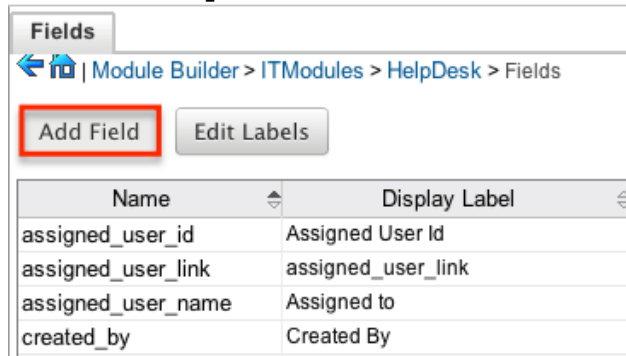 Fields
| Module Builder > ITModules > HelpDesk > Fields
Add Field Edit Labels
Name Display Label
assigned_user_id Assigned User Id
assigned_user_link assigned_user_link
assigned_user_name Assigned to
created_by Created By